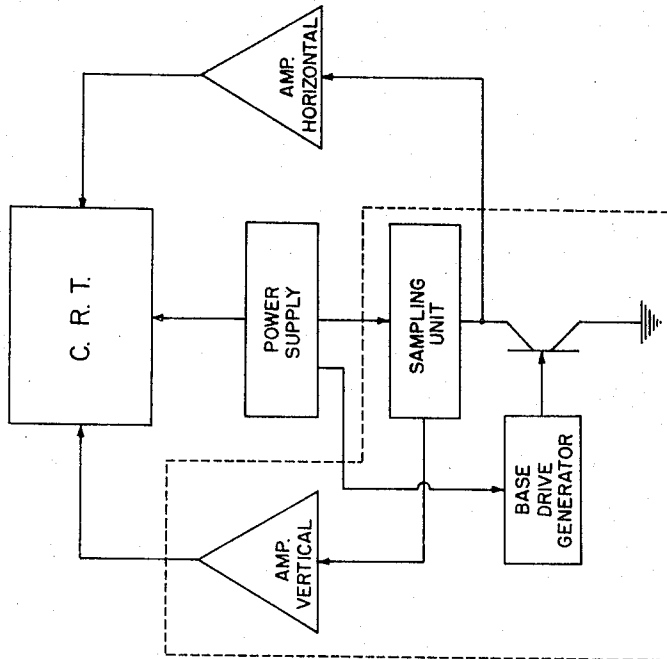 C. R. T.
AMP.
HORIZONTAL
POWER
SUPPLY
SAMPLING
UNIT
AMP.
VERTICAL
BASE
DRIVE
GENERATOR